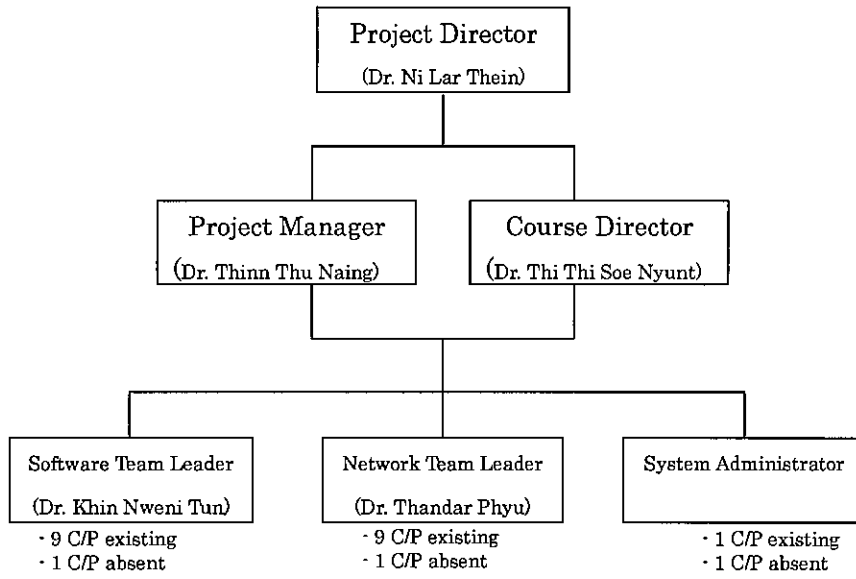 Project Director
(Dr. Ni Lar Thein)
Project Manager
(Dr. Thinn Thu Naing)
Course Director
(Dr. Thi Thi Soe Nyunt)
Software Team Leader
(Dr. Khin Nweni Tun)
- 9 C/P existing
- 1 C/P absent
Network Team Leader
(Dr. Thandar Phyu)
- 9 C/P existing
- 1 C/P absent
System Administrator
- 1 C/P existing
- 1 C/P absent